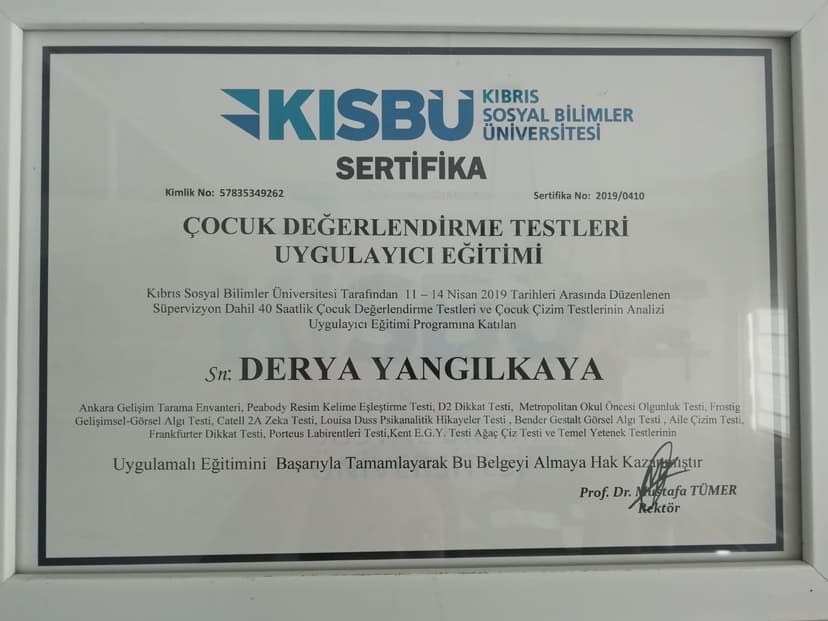 KISBÜ
KIBRIS
SOSYAL BİLİMLER
ÜNİVERSİTESİ
SERTİFİKA
Kimlik No: 57835349262
Sertifika No: 2019/0410
ÇOCUK DEĞERLENDİRME TESTLERİ
UYGULAYICI EĞİTİMİ
Kıbrıs Sosyal Bilimler Üniversitesi Tarafından 11 – 14 Nisan 2019 Tarihleri Arasında Düzenlenen
Süpervizyon Dahil 40 Saatlik Çocuk Değerlendirme Testleri ve Çocuk Çizim Testlerinin Analizi
Uygulayıcı Eğitimi Programına Katılan
Sn: DERYA YANGILKAYA
Ankara Gelişim Tarama Envanteri, Peabody Resim Kelime Eşleştirme Testi, D2 Dikkat Testi, Metropolitan Okul Öncesi Olgunluk Testi, Frostig
Gelişimsel-Görsel Algı Testi, Catell 2A Zeka Testi, Louisa Duss Psikanalitik Hikayeler Testi , Bender Gestalt Görsel Algı Testi , Aile Çizim Testi,
Frankfurter Dikkat Testi, Porteus Labirentleri Testi,Kent E.G.Y. Testi Ağaç Çiz Testi ve Temel Yetenek Testlerinin
Uygulamalı Eğitimini Başarıyla Tamamlayarak Bu Belgeyi Almaya Hak Kazanmıştır
Prof. Dr. Mustafa TÜMER
Rektör